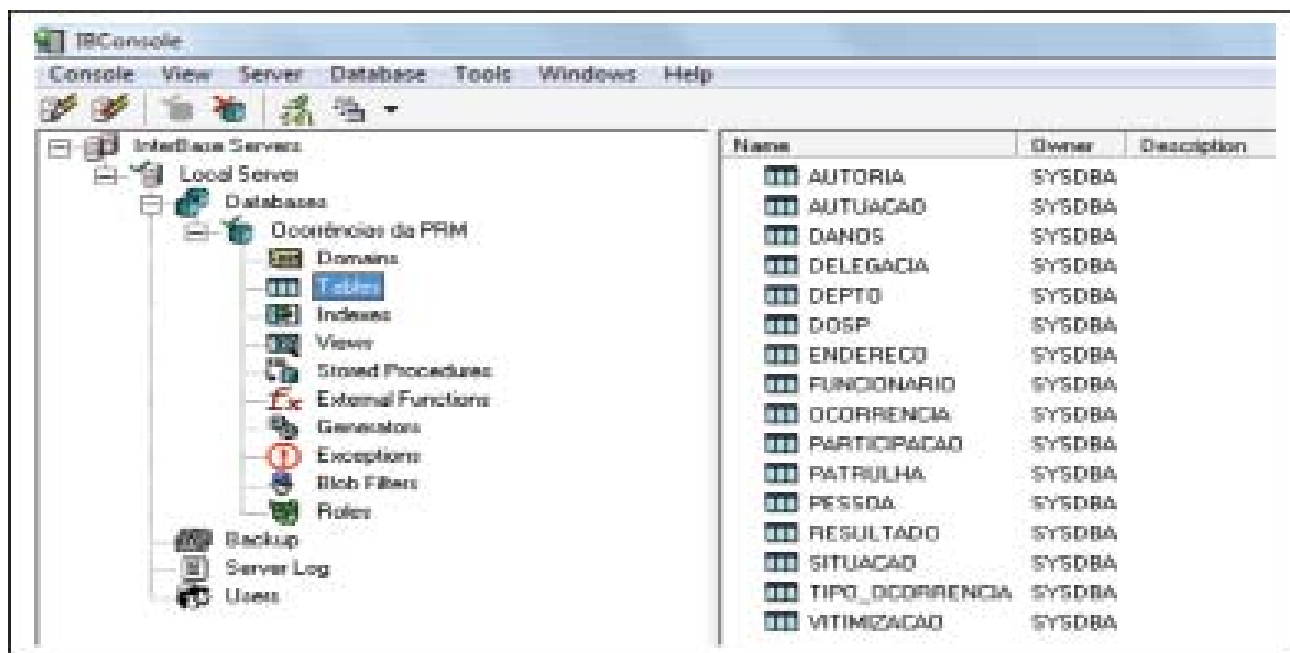 IBConsole
Console View Server Database Tools Windows Help
InterBase Servers
Local Server
Databases
Ocorrências da PRM
Domains
Tables
Indexes
Views
Stored Procedures
External Functions
Generators
Exceptions
Blob Filters
Roles
Backup
Server Log
Users
Name Owner Description
AUTORIA SYSDBA
AUTUACAO SYSDBA
DANOS SYSDBA
DELEGACIA SYSDBA
DEPTO SYSDBA
DOSP SYSDBA
ENDERECO SYSDBA
FUNCIONARIO SYSDBA
OCORRENCIA SYSDBA
PARTICIPACAO SYSDBA
PATRULHA SYSDBA
PESSOA SYSDBA
RESULTADO SYSDBA
SITUACAO SYSDBA
TIPO_OCORRENCIA SYSDBA
VITIMIZACAO SYSDBA